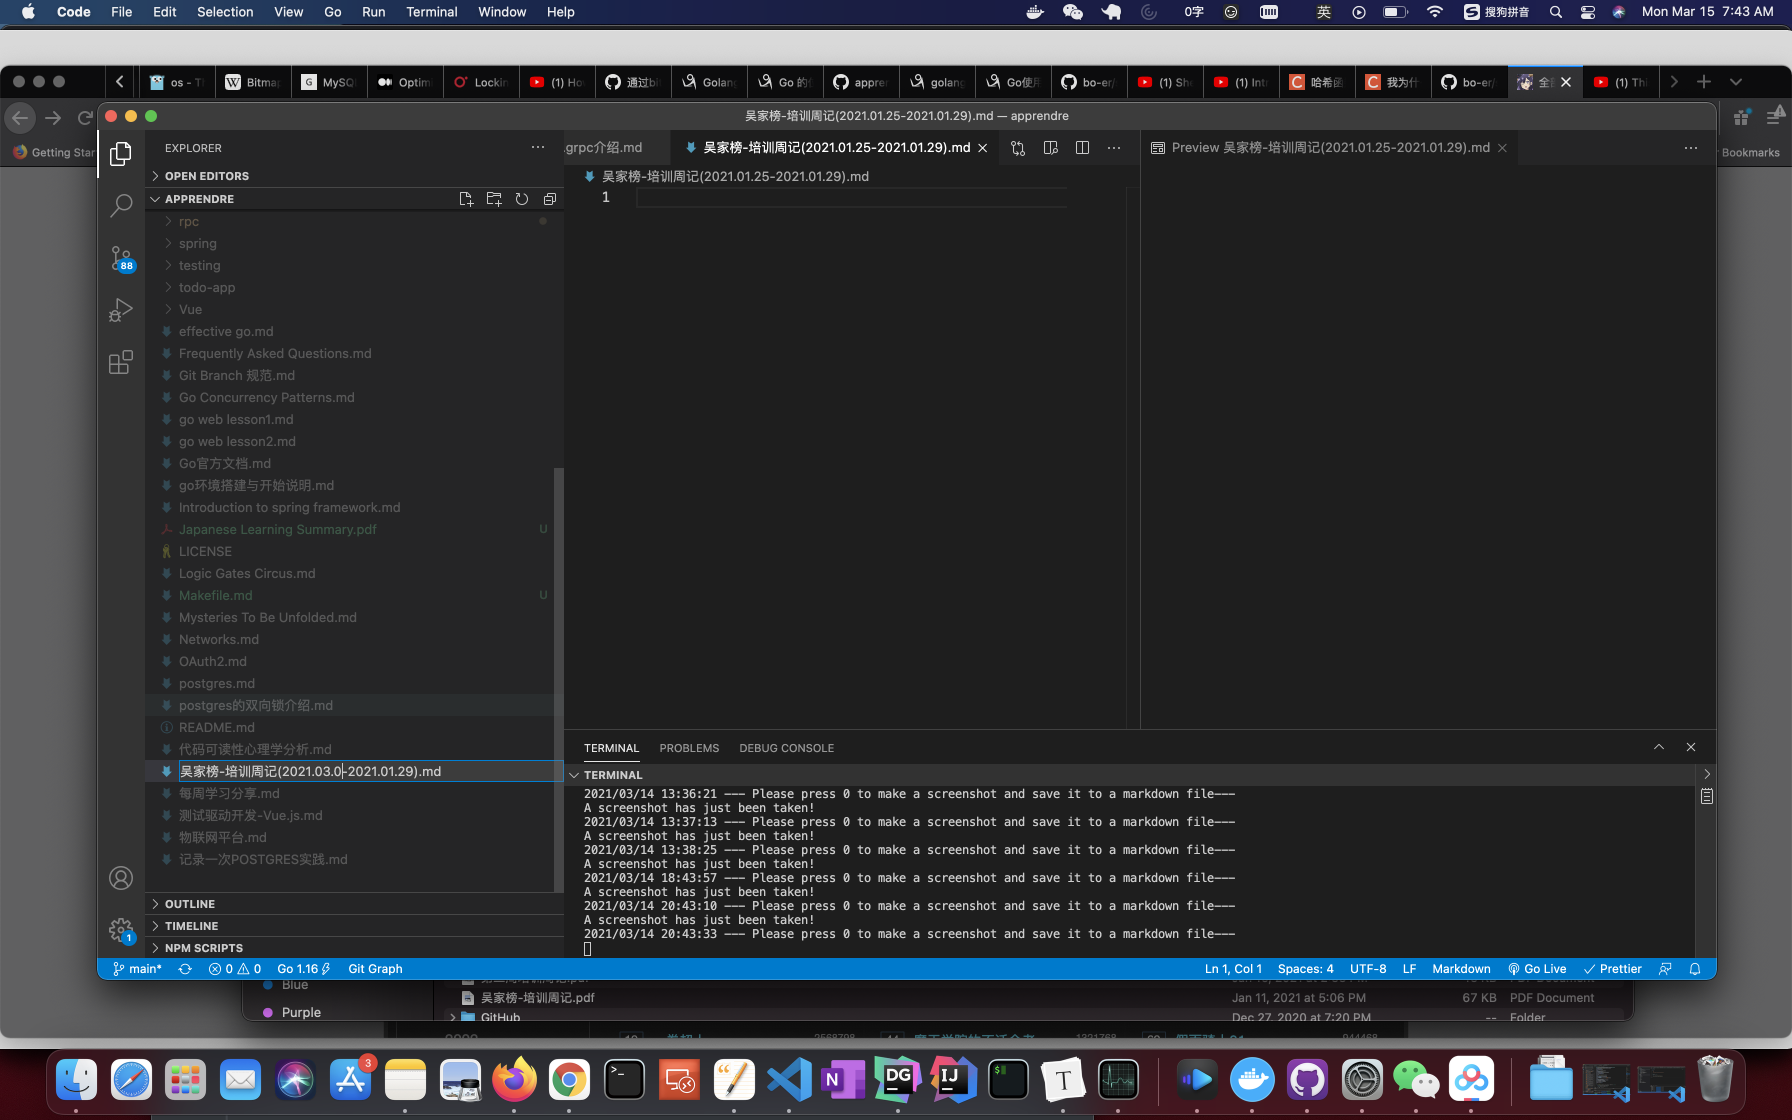 Code File Edit Selection View Go Run Terminal Window Help
0字 英 搜狗拼音 Mon Mar 15 7:43 AM
os - T Bitmap MySQ Optim Lockin (1) Ho 通过bi Golang Go 的 appren golang Go使用 bo-er/ (1) Sh (1) Int 哈希函 我为什 bo-er/ 全 (1) Thi
吴家榜-培训周记(2021.01.25-2021.01.29).md — apprendre
Getting Star
Bookmarks
EXPLORER
grpc介绍.md 吴家榜-培训周记(2021.01.25-2021.01.29).md
Preview 吴家榜-培训周记(2021.01.25-2021.01.29).md
OPEN EDITORS
吴家榜-培训周记(2021.01.25-2021.01.29).md
APPRENDRE
1
rpc
spring
testing
todo-app
Vue
effective go.md
Frequently Asked Questions.md
Git Branch 规范.md
Go Concurrency Patterns.md
go web lesson1.md
go web lesson2.md
Go官方文档.md
go环境搭建与开始说明.md
Introduction to spring framework.md
Japanese Learning Summary.pdf U
LICENSE
Logic Gates Circus.md
Makefile.md U
Mysteries To Be Unfolded.md
Networks.md
OAuth2.md
postgres.md
postgres的双向锁介绍.md
README.md
代码可读性心理学分析.md
吴家榜-培训周记(2021.03.0-2021.01.29).md
每周学习分享.md
测试驱动开发-Vue.js.md
物联网平台.md
记录一次POSTGRES实践.md
OUTLINE
TIMELINE
NPM SCRIPTS
88
1
TERMINAL PROBLEMS DEBUG CONSOLE
TERMINAL
2021/03/14 13:36:21 --- Please press 0 to make a screenshot and save it to a markdown file---
A screenshot has just been taken!
2021/03/14 13:37:13 --- Please press 0 to make a screenshot and save it to a markdown file---
A screenshot has just been taken!
2021/03/14 13:38:25 --- Please press 0 to make a screenshot and save it to a markdown file---
A screenshot has just been taken!
2021/03/14 18:43:57 --- Please press 0 to make a screenshot and save it to a markdown file---
A screenshot has just been taken!
2021/03/14 20:43:10 --- Please press 0 to make a screenshot and save it to a markdown file---
A screenshot has just been taken!
2021/03/14 20:43:33 --- Please press 0 to make a screenshot and save it to a markdown file---
main* 0 0 Go 1.16 Git Graph
Ln 1, Col 1 Spaces: 4 UTF-8 LF Markdown Go Live Prettier
Blue
Purple
吴家榜-培训周记.pdf Jan 11, 2021 at 5:06 PM 67 KB PDF Document
GitHub Dec 27, 2020 at 7:20 PM -- Folder
3
N DG IJ T